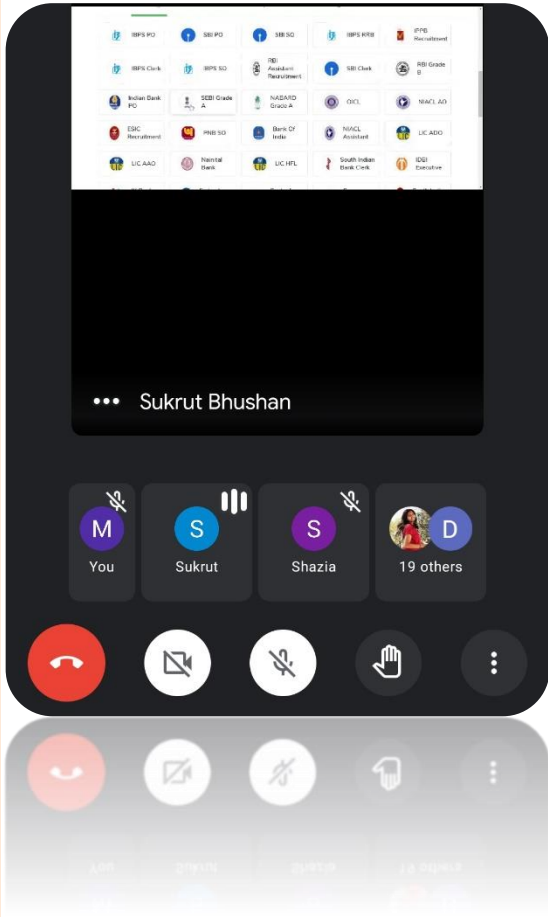 IBPS PO
SBI PO
SBI SO
IBPS RRB
IPPB
Recruitment
IBPS Clerk
IBPS SO
RBI
Assistant
Recruitment
SBI Clerk
RBI Grade
B
Indian Bank
PO
SEBI Grade
A
NABARD
Grade A
OICL
NIACL AO
ESIC
Recruitment
PNB SO
Bank Of
India
NIACL
Assistant
LIC ADO
LIC AAO
Nainital
Bank
LIC HFL
South Indian
Bank Clerk
IDBI
Executive
Sukrut Bhushan
M
You
S
Sukrut
S
Shazia
D
19 others